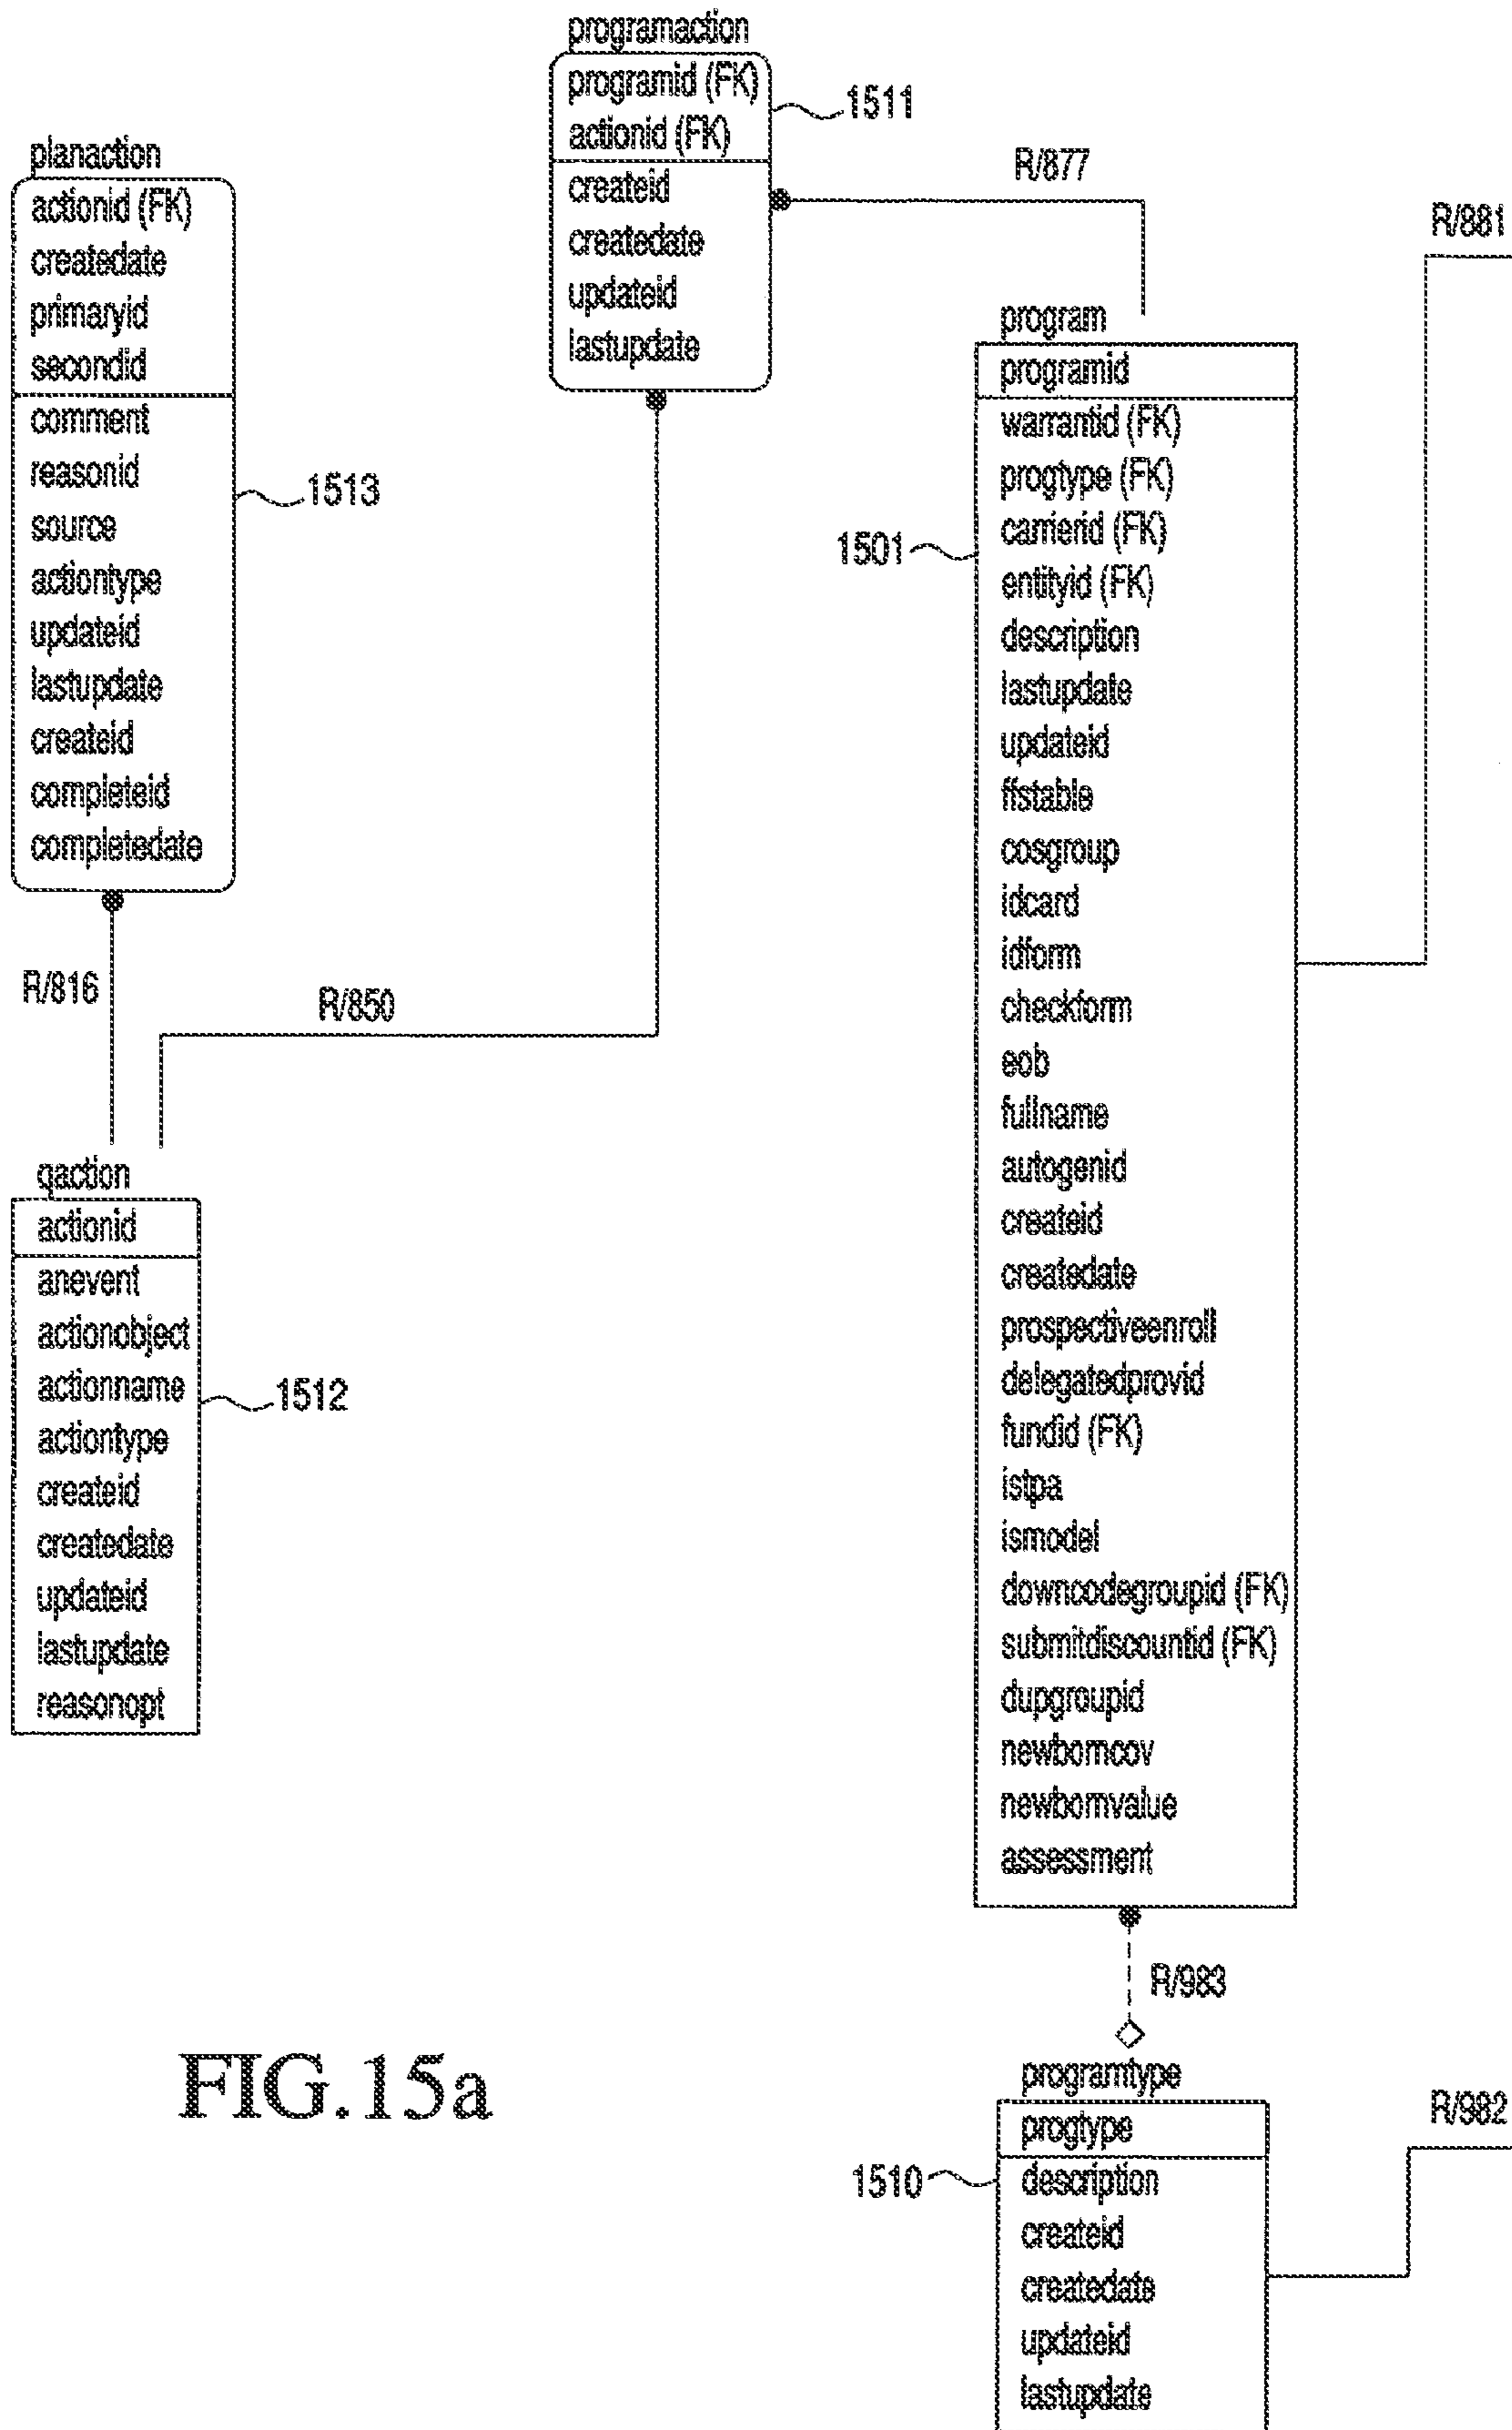 programaction
programid (FK)
actionid (FK)
createid
createdate
updateid
lastupdate
1511
R/877
R/881
planaction
actionid (FK)
createdate
primaryid
secondid
comment
reasonid
source
actiontype
updateid
lastupdate
createid
completeid
completedate
1513
R/816
R/850
qaction
actionid
anevent
actionobject
actionname
actiontype
createid
createdate
updateid
lastupdate
reasonopt
1512
program
programid
warrantid (FK)
progtype (FK)
carrierid (FK)
entityid (FK)
description
lastupdate
updateid
ffstable
cosgroup
idcard
idform
checkform
eob
fullname
autogenid
createid
createdate
prospectiveenroll
delegatedprovid
fundid (FK)
istpa
ismodel
downcodegroupid (FK)
submitdiscountid (FK)
dupgroupid
newborncov
newbornvalue
assessment
1501
R/983
programtype
progtype
description
createid
createdate
updateid
lastupdate
1510
R/982
FIG.15a